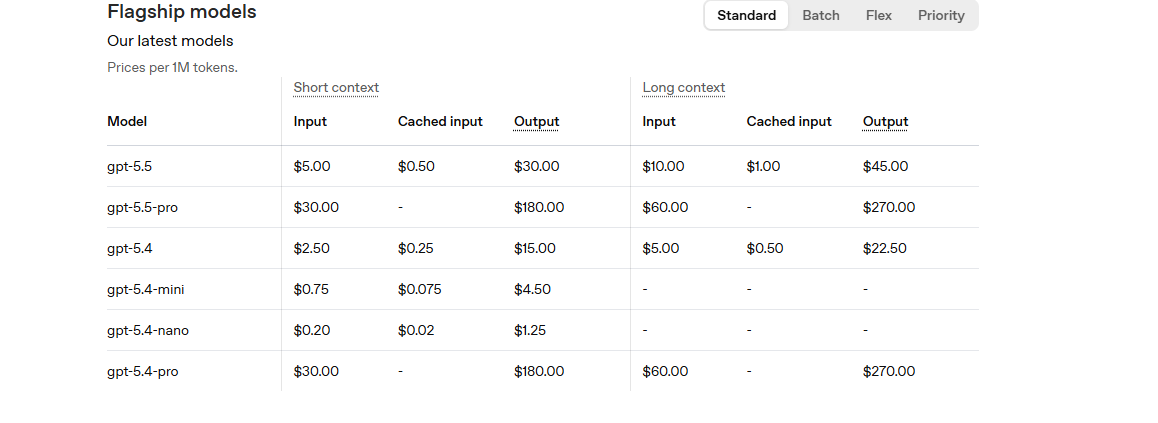 Flagship models
Standard Batch Flex Priority
Our latest models
Prices per 1M tokens.
Short context Long context
Model Input Cached input Output Input Cached input Output
gpt-5.5 $5.00 $0.50 $30.00 $10.00 $1.00 $45.00
gpt-5.5-pro $30.00 - $180.00 $60.00 - $270.00
gpt-5.4 $2.50 $0.25 $15.00 $5.00 $0.50 $22.50
gpt-5.4-mini $0.75 $0.075 $4.50 - - -
gpt-5.4-nano $0.20 $0.02 $1.25 - - -
gpt-5.4-pro $30.00 - $180.00 $60.00 - $270.00